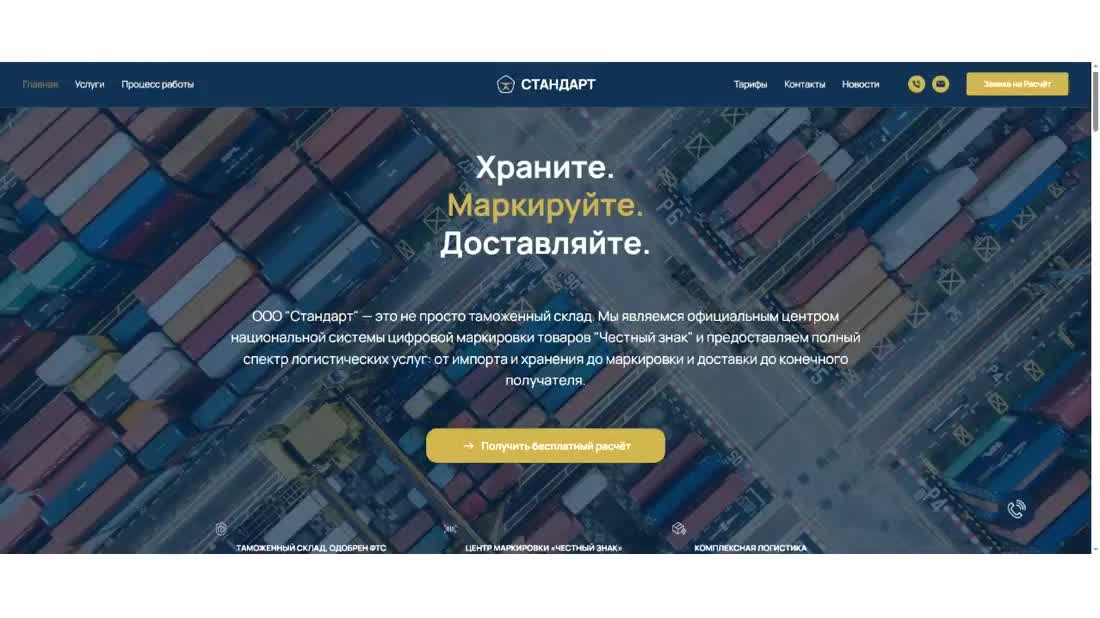 Главная Услуги Процесс работы СТАНДАРТ Тарифы Контакты Новости Заявка на Расчёт
Храните.
Маркируйте.
Доставляйте.
ООО "Стандарт" — это не просто таможенный склад. Мы являемся официальным центром
национальной системы цифровой маркировки товаров "Честный знак" и предоставляем полный
спектр логистических услуг: от импорта и хранения до маркировки и доставки до конечного
получателя.
→ Получить бесплатный расчёт
ТАМОЖЕННЫЙ СКЛАД, ОДОБРЕН ФТС ЦЕНТР МАРКИРОВКИ «ЧЕСТНЫЙ ЗНАК» КОМПЛЕКСНАЯ ЛОГИСТИКА